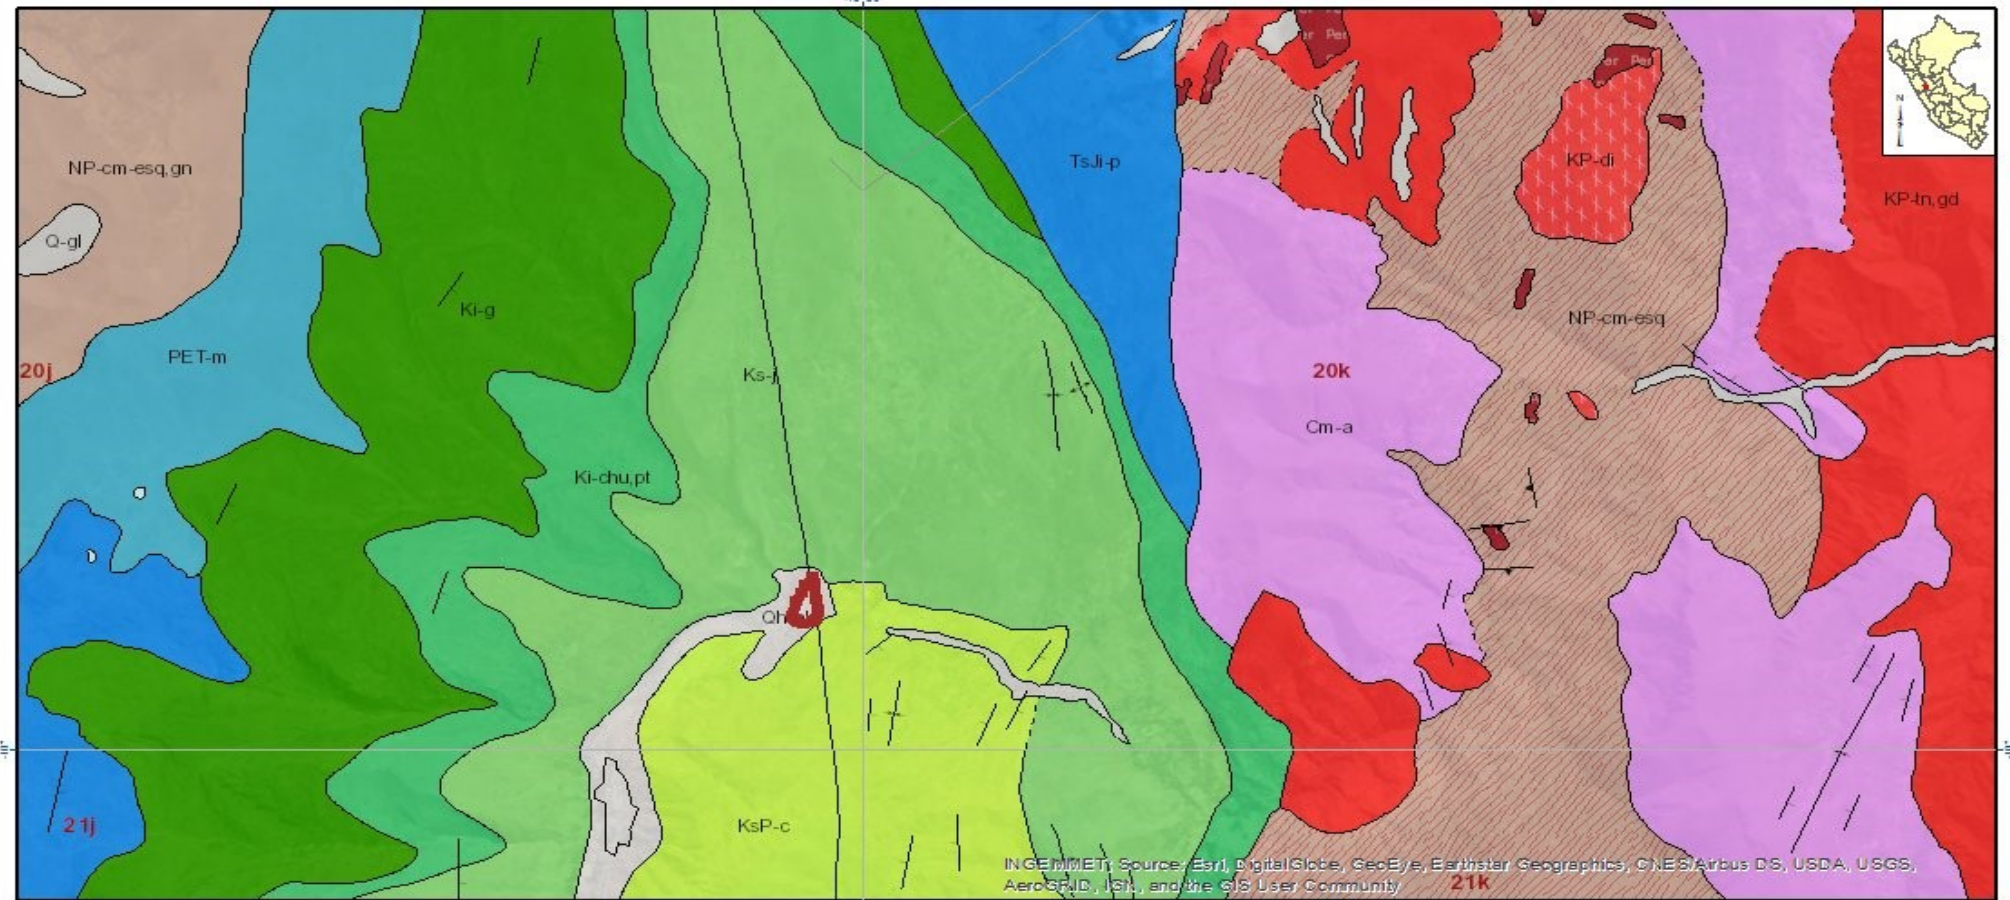 TsJi-p
NP-cm-esq,gn
KP-di
KP-tn,gd
Q-gl
Ki-g
NP-cm-esq
PET-m
20j
Ks-j
20k
Cm-a
Ki-chu,pt
Qh
KsP-c
21j
INGEMMET; Source: Esri, DigitalGlobe, GeoEye, Earthstar Geographics, CNES/Airbus DS, USDA, USGS,
AeroGRID, IGN, and the GIS User Community
21k
N